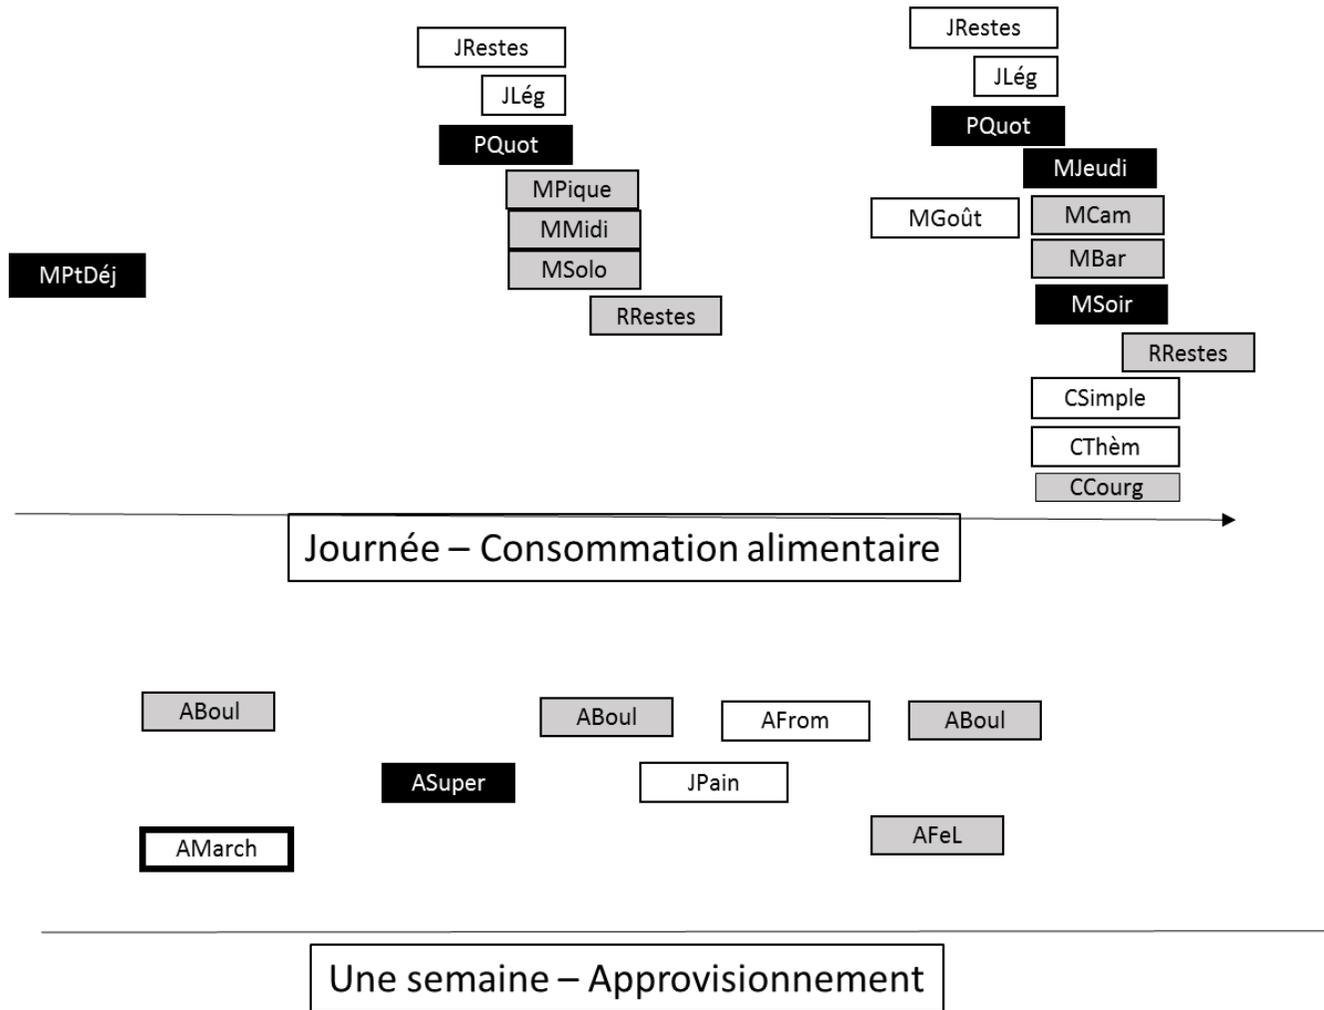 JRestes
JLég
PQuot
MPique
MMidi
MSolo
RRestes
MPtDéj
JRestes
JLég
PQuot
MJeudi
MGoût
MCam
MBar
MSoir
RRestes
CSimple
CThèm
CCourg
Journée – Consommation alimentaire
ABoul
ABoul
AFrom
ABoul
ASuper
JPain
AMarch
AFeL
Une semaine – Approvisionnement